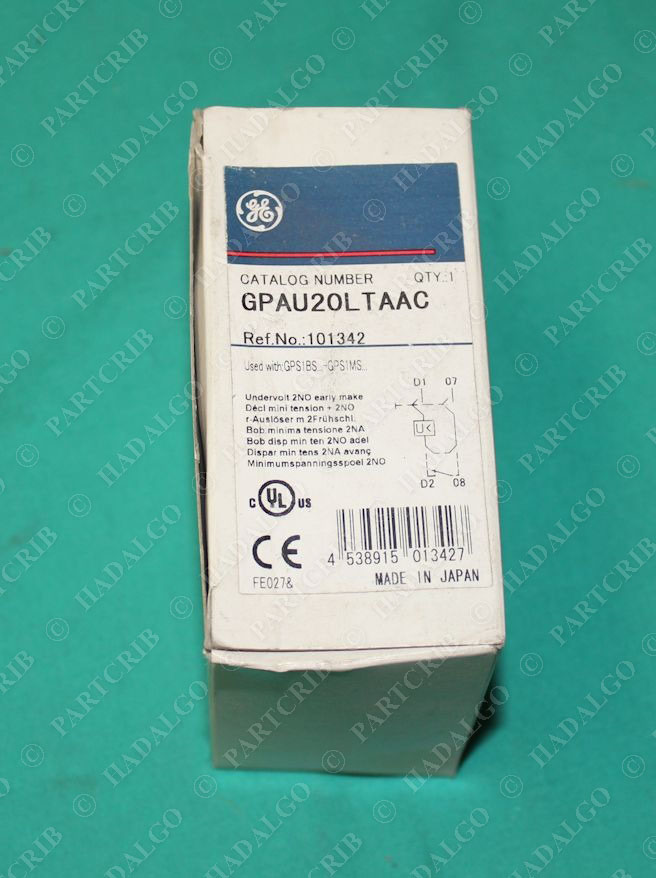 GE
CATALOG NUMBER QTY.:1
GPAU20LTAAC
Ref.No.:101342
Used with:GPS1BS...-GPS1MS...
Undervolt 2NO early make
Décl mini tension + 2NO
r-Auslöser m 2Frühschl.
Bob.minima tensione 2NA
Bob disp min ten 2NO adel
Dispar min tens 2NA avanç
Minimumspanningsspoel 2NO
D1 07
U<
D2 08
C UL US
CE
4 538915 013427
FE027&
MADE IN JAPAN
© PARTCRIB HADALGO